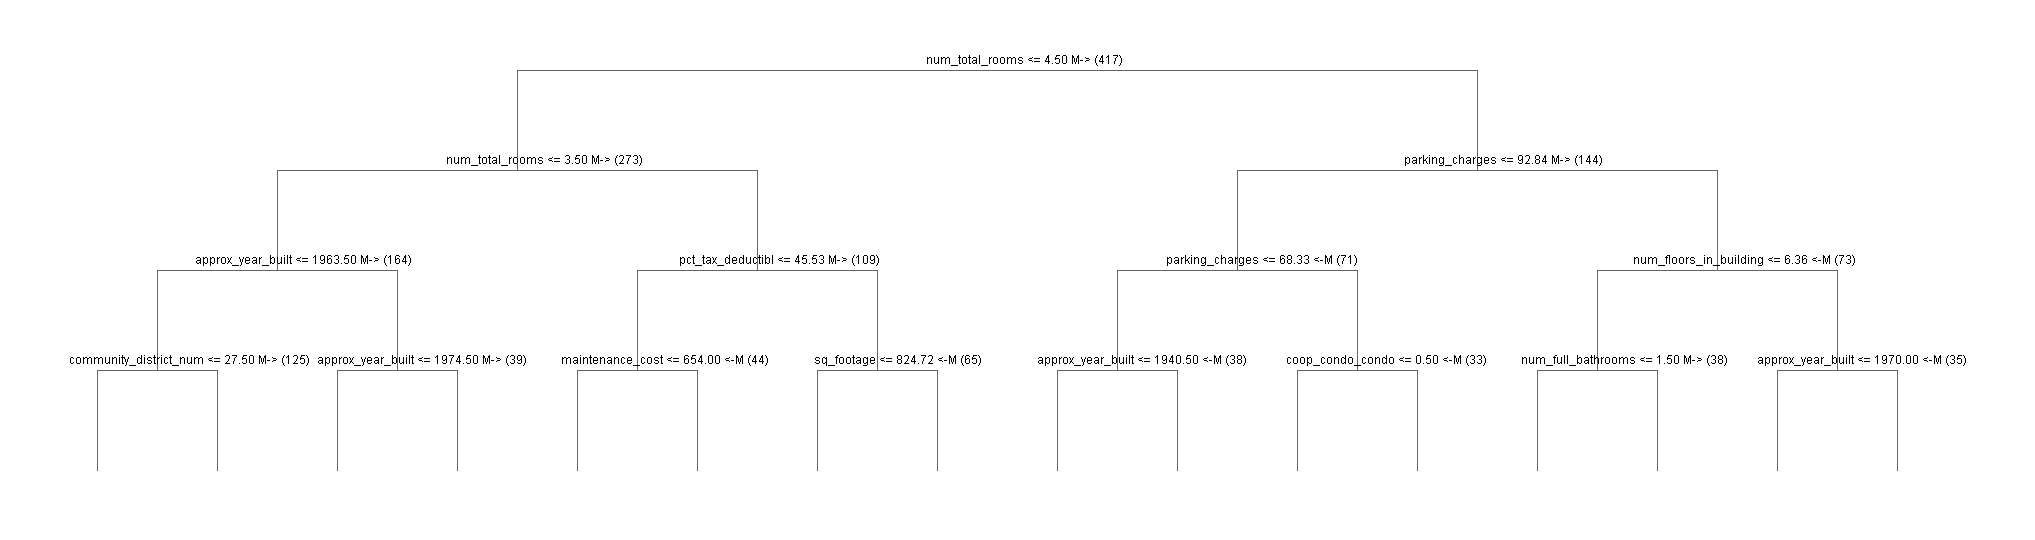 num_total_rooms <= 4.50 M-> (417)
num_total_rooms <= 3.50 M-> (273)
parking_charges <= 92.84 M-> (144)
approx_year_built <= 1963.50 M-> (164)
pct_tax_deductibl <= 45.53 M-> (109)
parking_charges <= 68.33 <-M (71)
num_floors_in_building <= 6.36 <-M (73)
community_district_num <= 27.50 M-> (125)
approx_year_built <= 1974.50 M-> (39)
maintenance_cost <= 654.00 <-M (44)
sq_footage <= 824.72 <-M (65)
approx_year_built <= 1940.50 <-M (38)
coop_condo_condo <= 0.50 <-M (33)
num_full_bathrooms <= 1.50 M-> (38)
approx_year_built <= 1970.00 <-M (35)